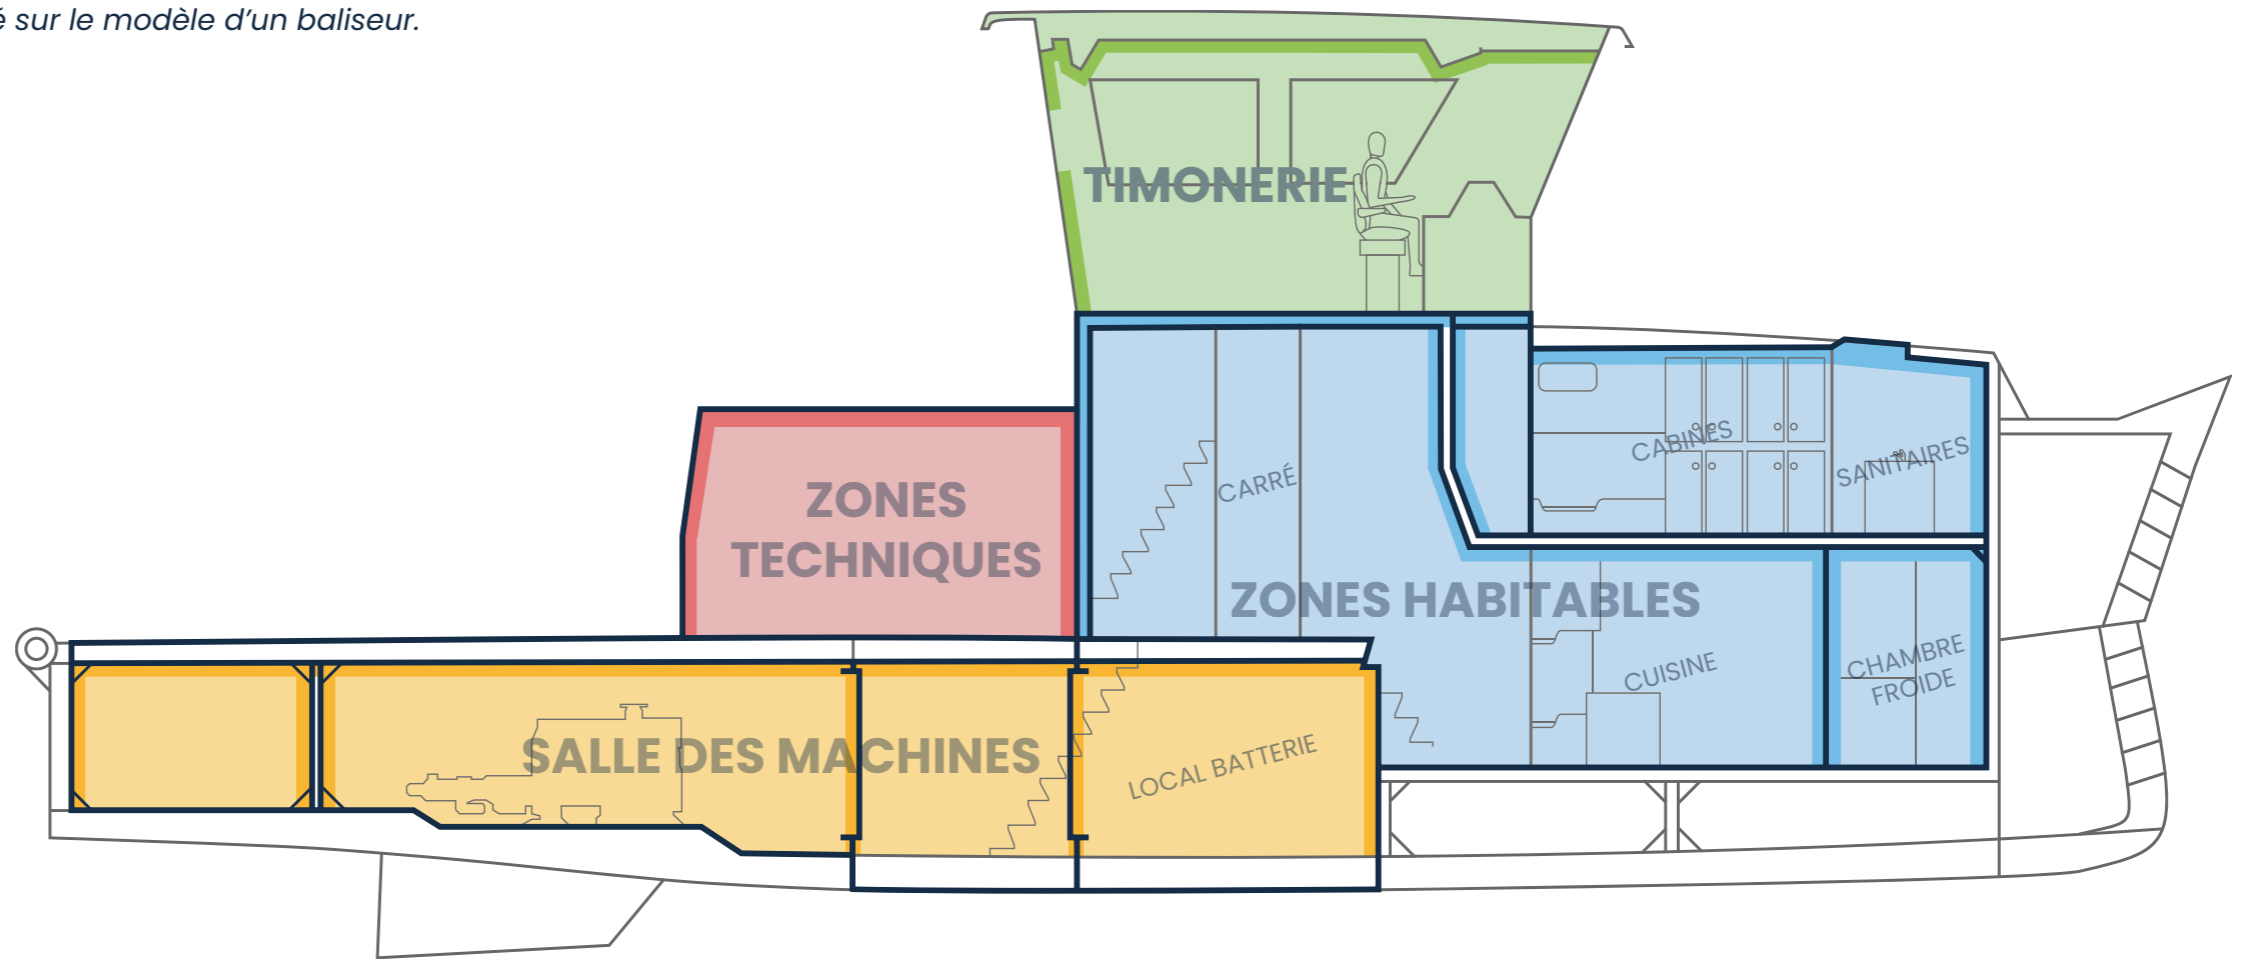 é sur le modèle d’un baliseur.
TIMONERIE
CABINES
SANITAIRES
CARRÉ
ZONES
TECHNIQUES
ZONES HABITABLES
CUISINE
CHAMBRE
FROIDE
SALLE DES MACHINES
LOCAL BATTERIE